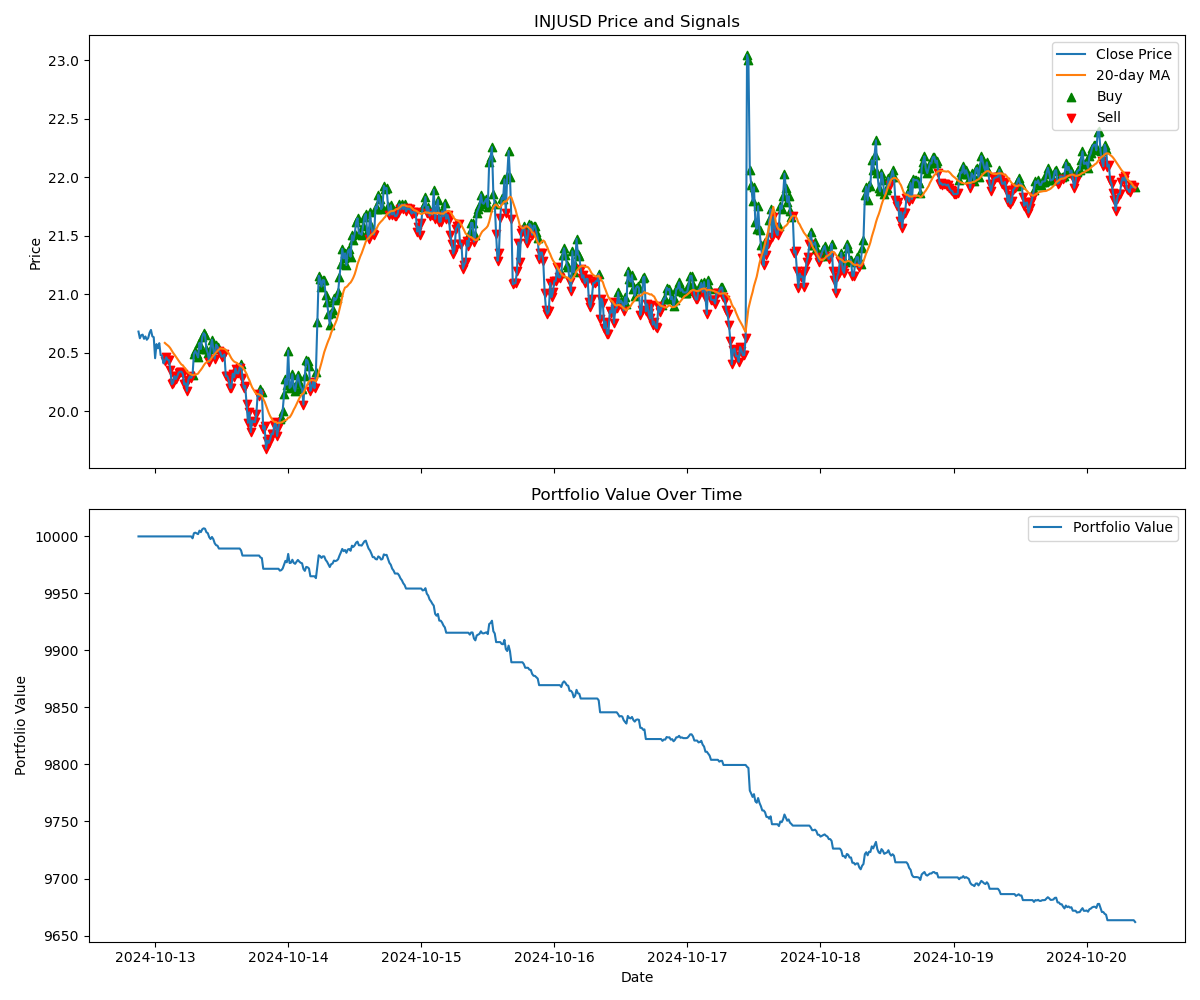 INJUSD Price and Signals
Price
23.0
22.5
22.0
21.5
21.0
20.5
20.0
Close Price
20-day MA
Buy
Sell
Portfolio Value Over Time
Portfolio Value
10000
9950
9900
9850
9800
9750
9700
9650
Portfolio Value
2024-10-13 2024-10-14 2024-10-15 2024-10-16 2024-10-17 2024-10-18 2024-10-19 2024-10-20
Date